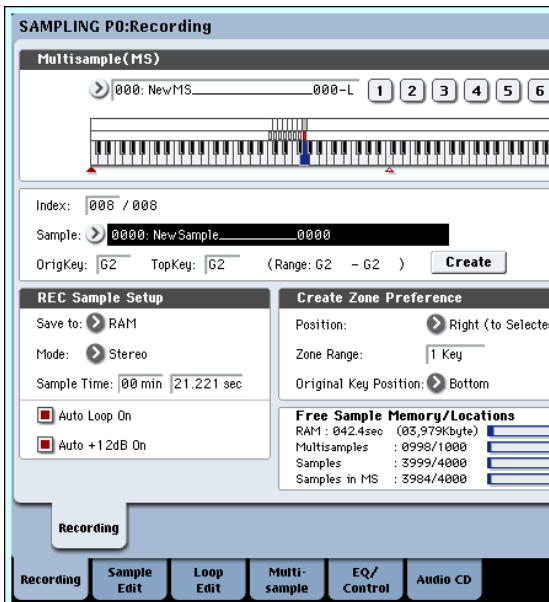 SAMPLING P0:Recording
Multisample(MS)
000: NewMS_______________000-L 1 2 3 4 5 6
Index: 008 / 008
Sample: 0000: NewSample____________0000
OrigKey: G2 TopKey: G2 (Range: G2 - G2 ) Create
REC Sample Setup
Save to: RAM
Mode: Stereo
Sample Time: 00 min 21.221 sec
Auto Loop On
Auto +12dB On
Create Zone Preference
Position: Right (to Selecte
Zone Range: 1 Key
Original Key Position: Bottom
Free Sample Memory/Locations
RAM : 042.4sec (03,979Kbyte)
Multisamples : 0998/1000
Samples : 3999/4000
Samples in MS : 3984/4000
Recording
Recording
Sample Edit
Loop Edit
Multi-sample
EQ/Control
Audio CD